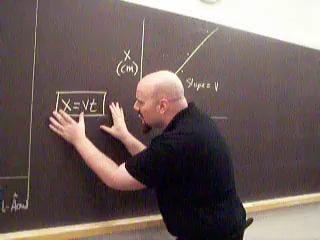 X
(cm)
Slope = V
X = Vt